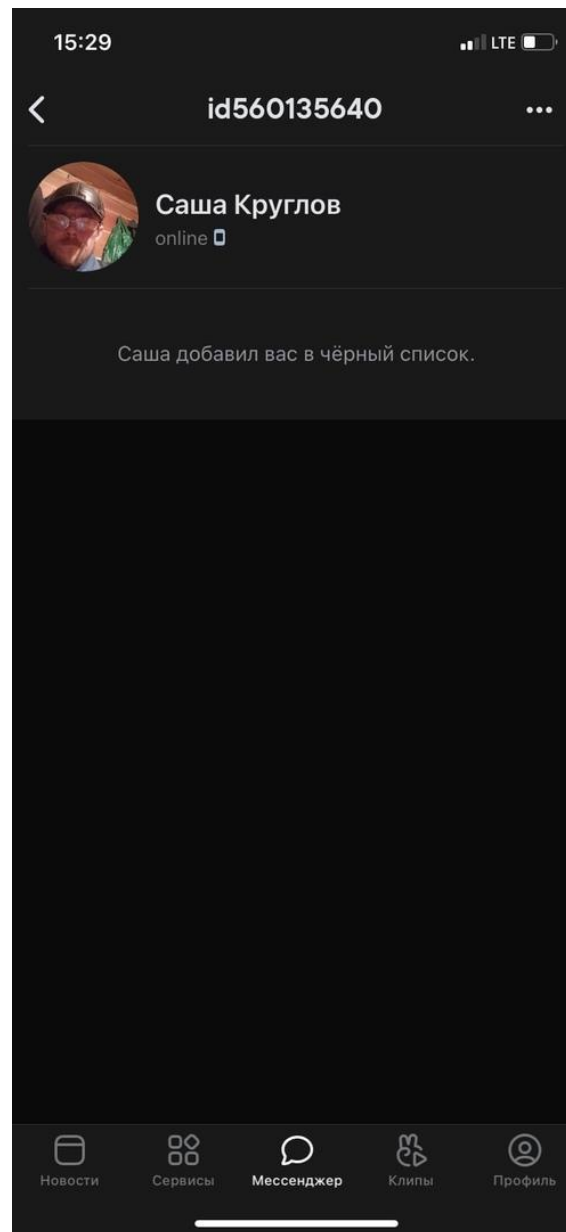 15:29
LTE
id560135640
Саша Круглов
online
Саша добавил вас в чёрный список.
Новости
Сервисы
Мессенджер
Клипы
Профиль